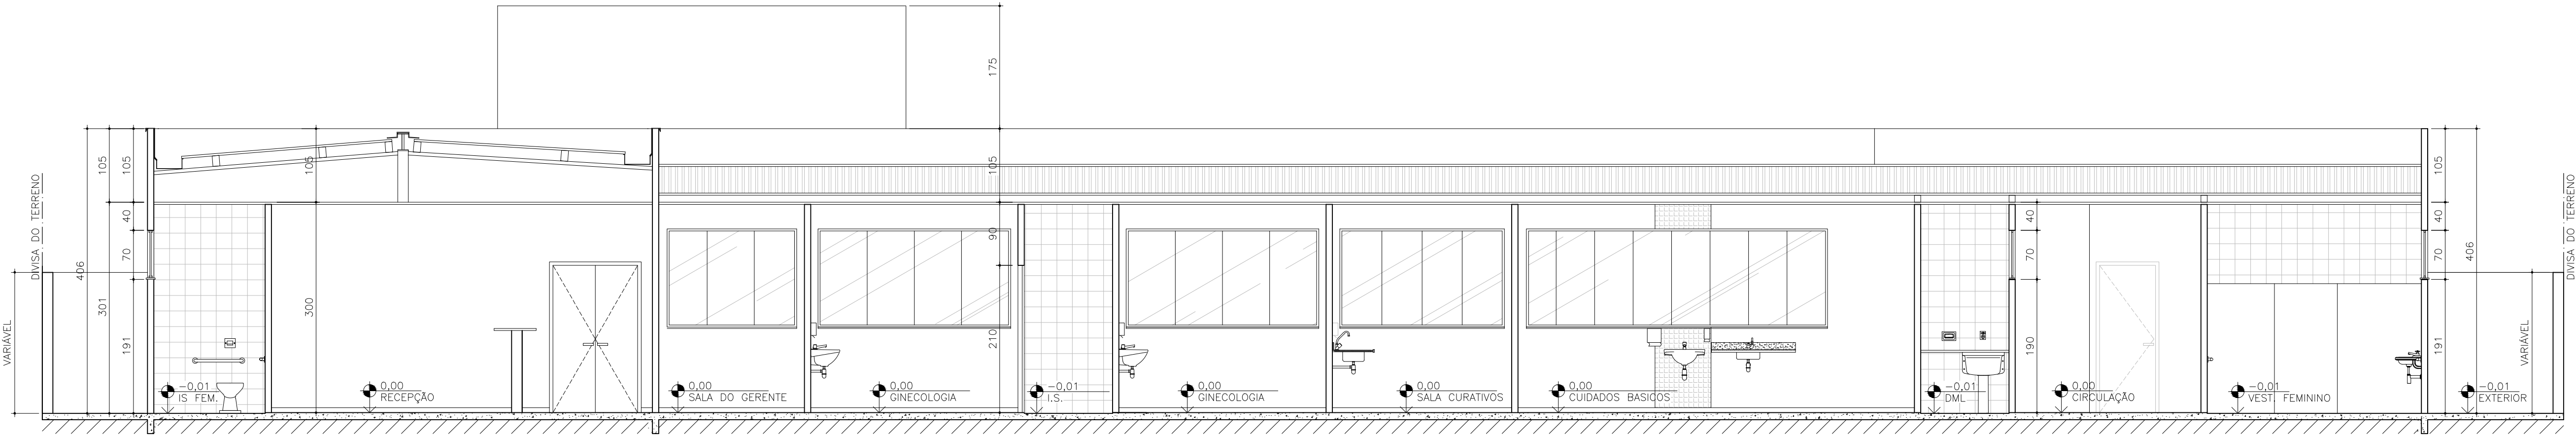 175
105
105
105
105
105
DIVISA DO TERRENO
DIVISA DO TERRENO
40
40
40
406
70
90
70
70
406
301
300
VARIÁVEL
191
210
190
191
VARIÁVEL
-0,01
IS FEM.
0,00
RECEPÇÃO
0,00
SALA DO GERENTE
0,00
GINECOLOGIA
-0,01
I.S.
0,00
GINECOLOGIA
0,00
SALA CURATIVOS
0,00
CUIDADOS BASICOS
-0,01
DML
0,00
CIRCULAÇÃO
-0,01
VEST. FEMININO
-0,01
EXTERIOR